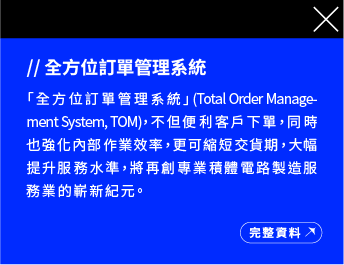 // 全方位訂單管理系統
「全方位訂單管理系統」(Total Order Manage-
ment System, TOM)，不但便利客戶下單，同時
也強化內部作業效率，更可縮短交貨期，大幅
提升服務水準，將再創專業積體電路製造服
務業的嶄新紀元。
完整資料